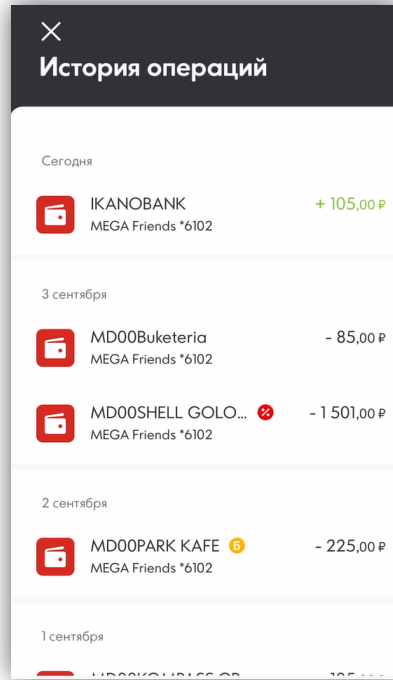 История операций
Сегодня
IKANOBANK + 105,00 ₽
MEGA Friends *6102
3 сентября
MD00Buketeria - 85,00 ₽
MEGA Friends *6102
MD00SHELL GOLO... % - 1 501,00 ₽
MEGA Friends *6102
2 сентября
MD00PARK KAFE Б - 225,00 ₽
MEGA Friends *6102
1 сентября